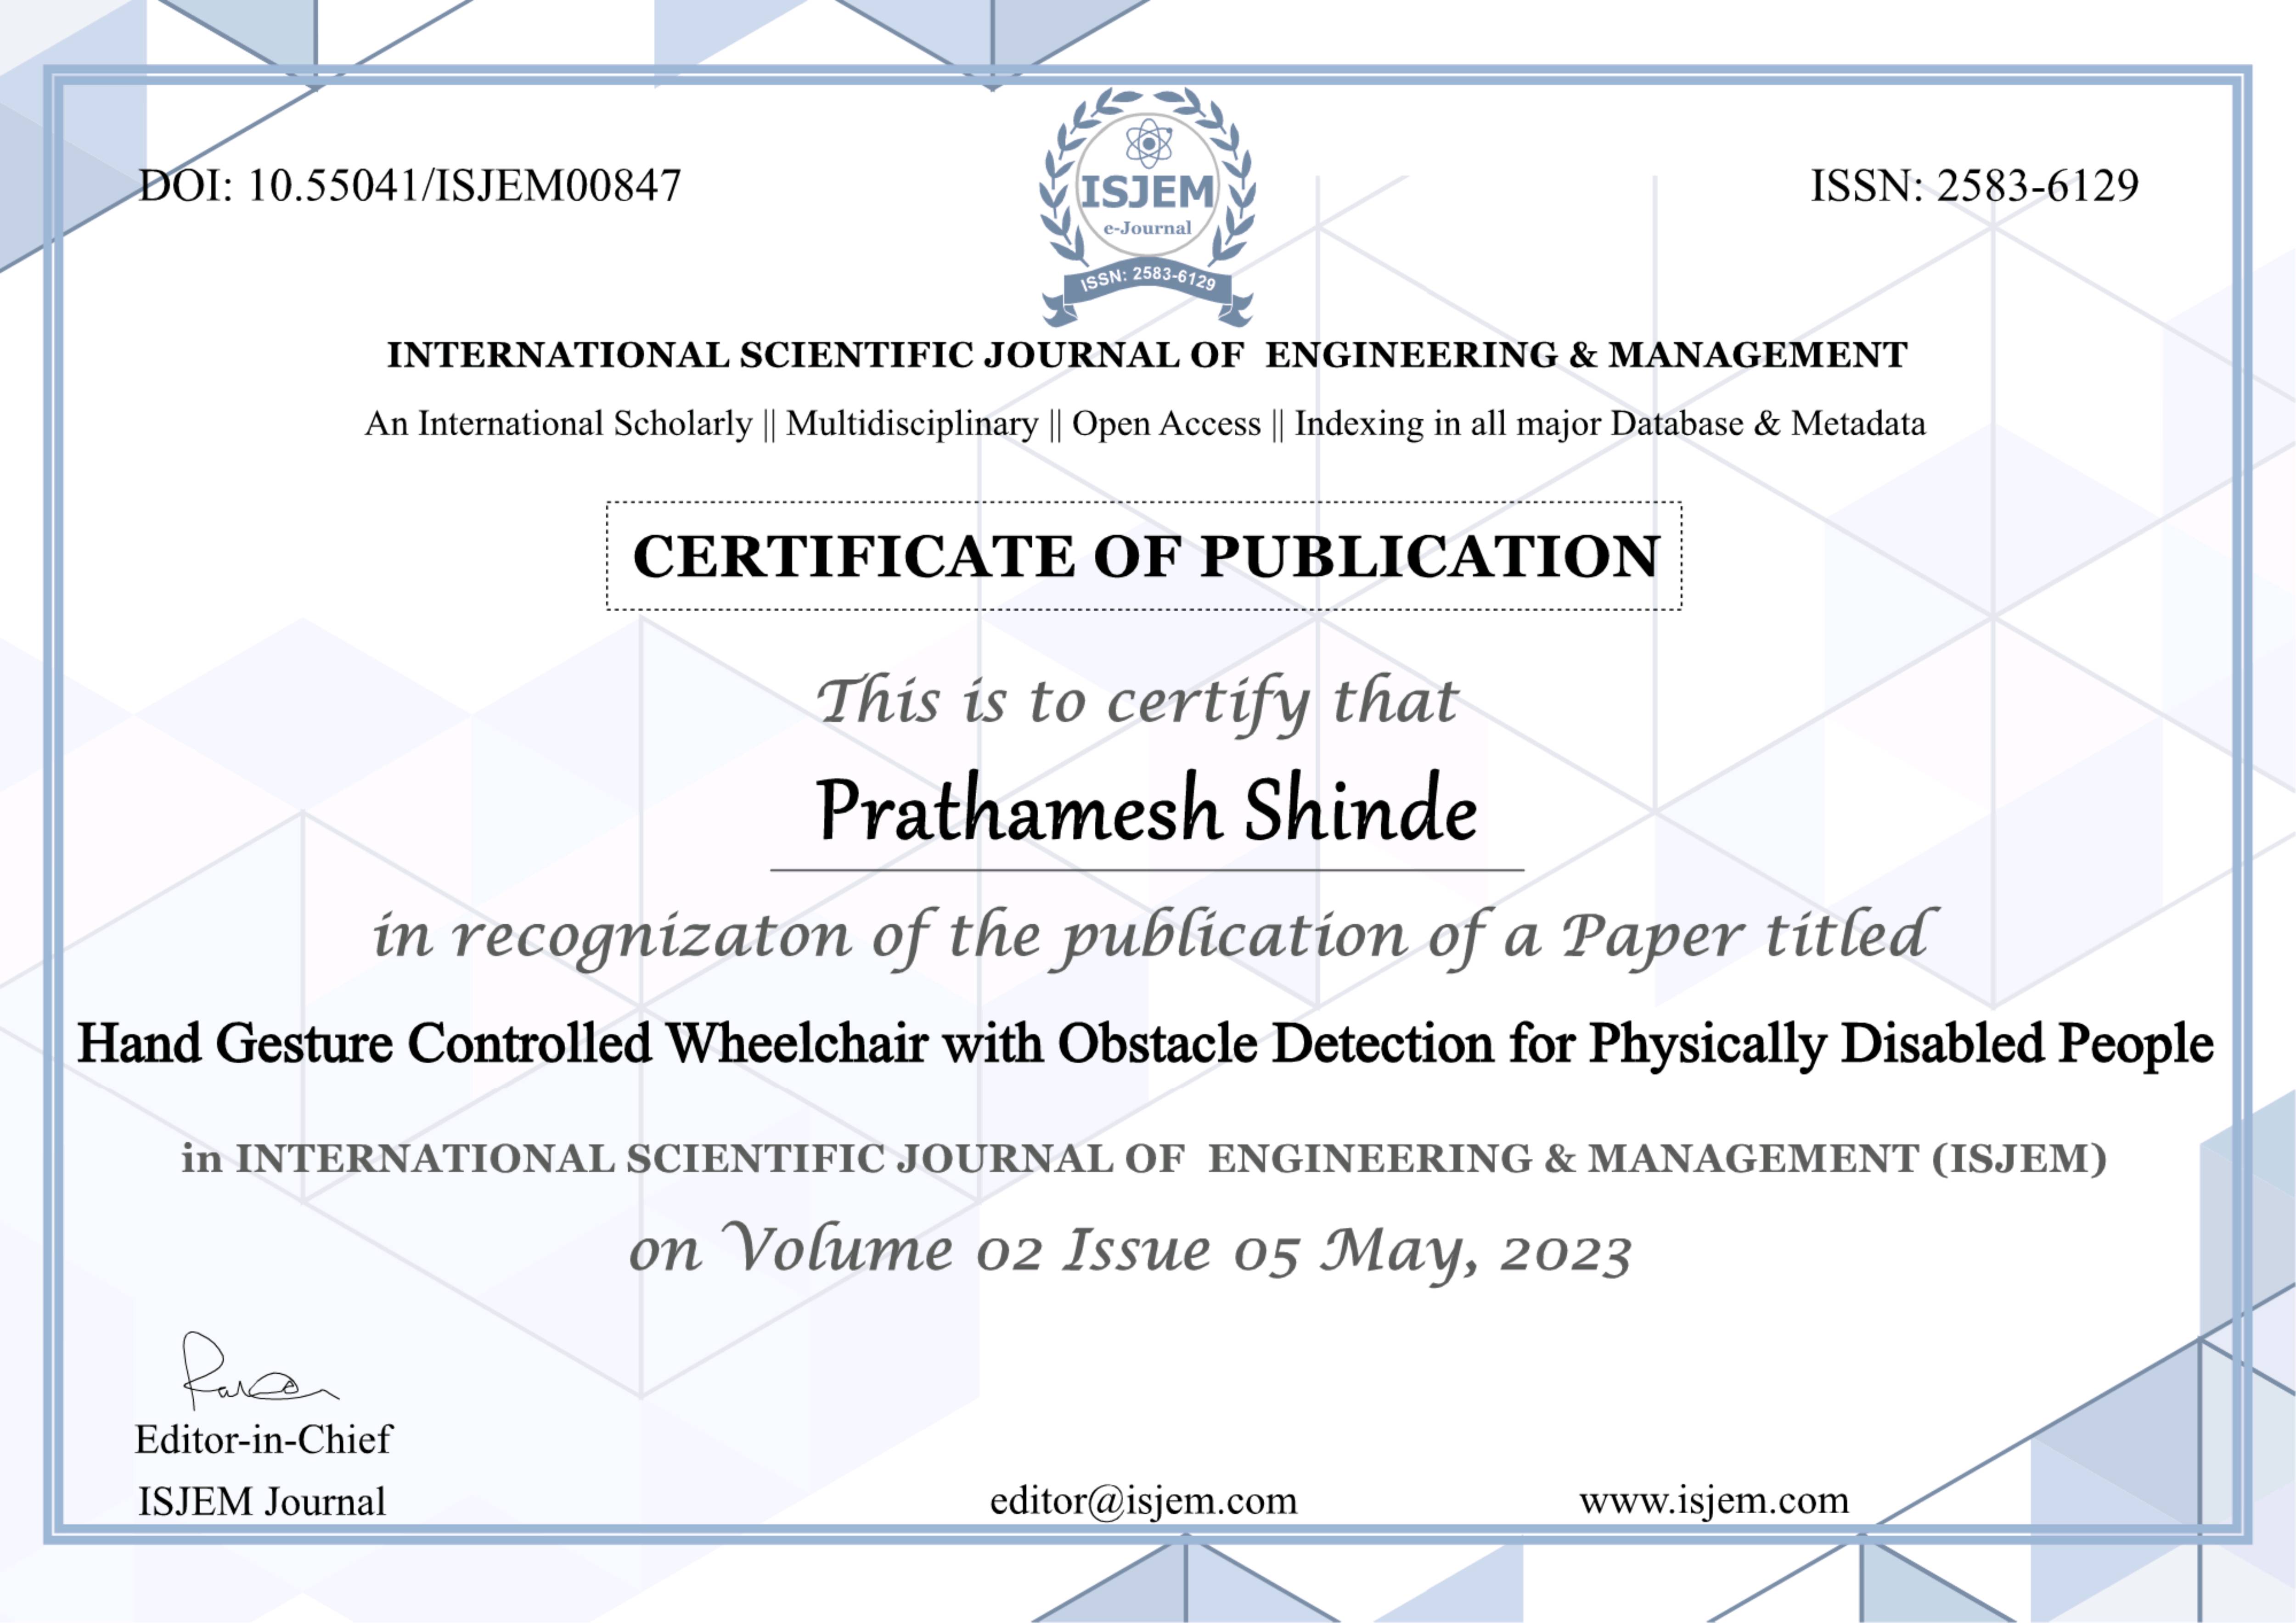 DOI: 10.55041/ISJEM00847
ISJEM
e-Journal
ISSN: 2583-6129
ISSN: 2583-6129
INTERNATIONAL SCIENTIFIC JOURNAL OF ENGINEERING & MANAGEMENT
An International Scholarly || Multidisciplinary || Open Access || Indexing in all major Database & Metadata
CERTIFICATE OF PUBLICATION
This is to certify that
Prathamesh Shinde
in recognizaton of the publication of a Paper titled
Hand Gesture Controlled Wheelchair with Obstacle Detection for Physically Disabled People
in INTERNATIONAL SCIENTIFIC JOURNAL OF ENGINEERING & MANAGEMENT (ISJEM)
on Volume 02 Issue 05 May, 2023
Editor-in-Chief
ISJEM Journal
editor@isjem.com
www.isjem.com